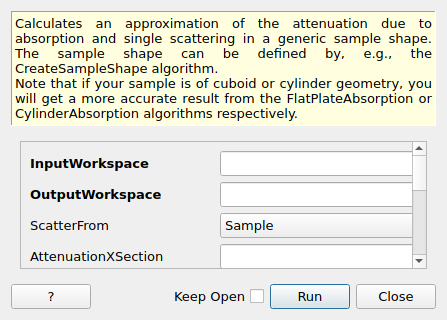 Calculates an approximation of the attenuation due to
absorption and single scattering in a generic sample shape.
The sample shape can be defined by, e.g., the
CreateSampleShape algorithm.
Note that if your sample is of cuboid or cylinder geometry, you
will get a more accurate result from the FlatPlateAbsorption or
CylinderAbsorption algorithms respectively.
InputWorkspace
OutputWorkspace
ScatterFrom Sample
AttenuationXSection
? Keep Open Run Close